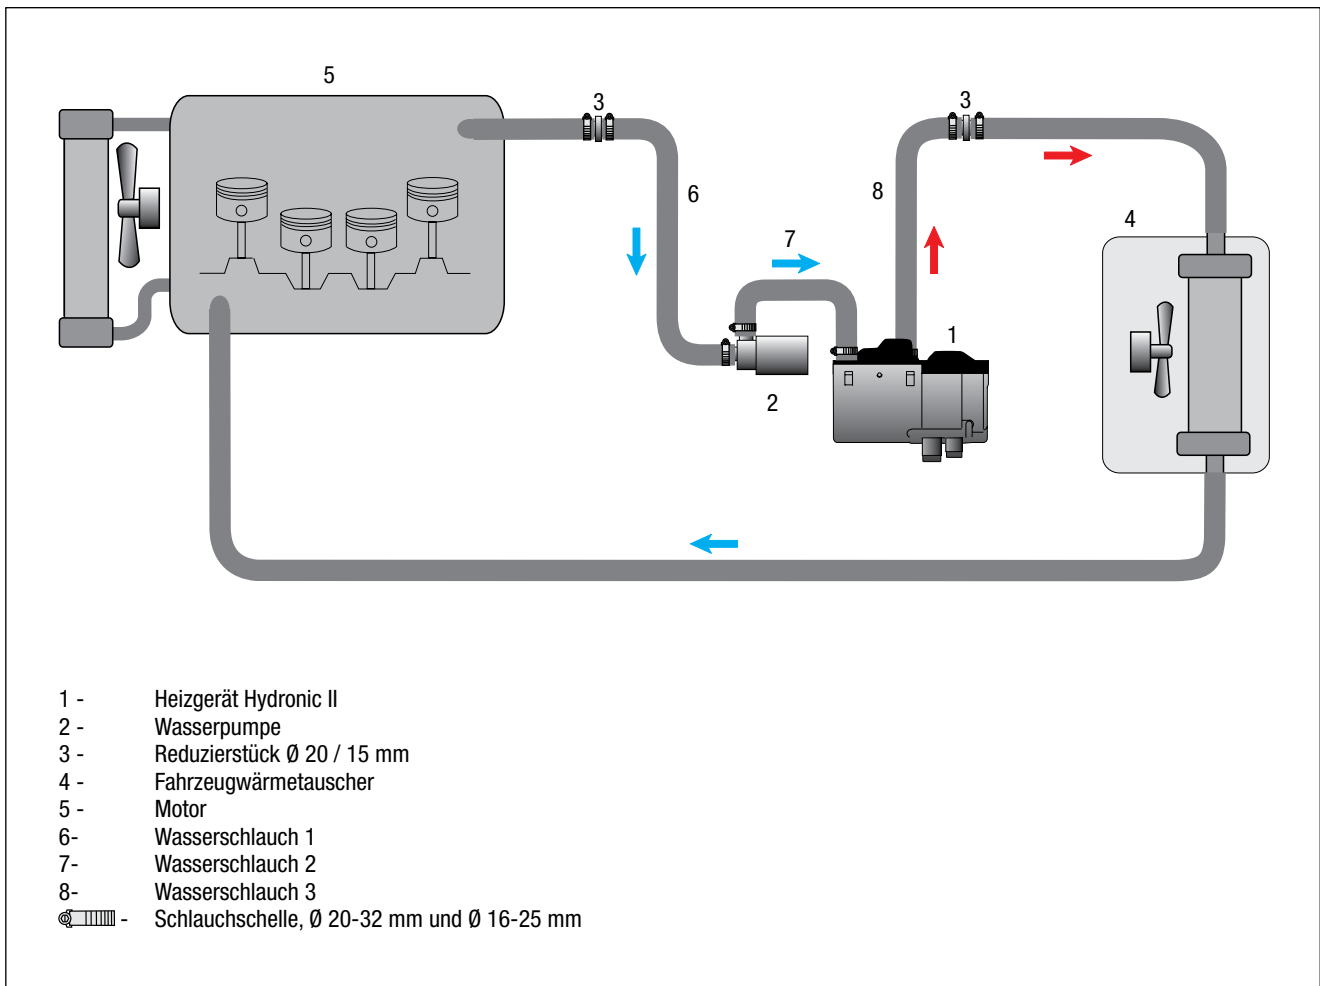 5
3
3
6
8
7
4
1
2
1 - Heizgerät Hydronic II
2 - Wasserpumpe
3 - Reduzierstück Ø 20 / 15 mm
4 - Fahrzeugwärmetauscher
5 - Motor
6- Wasserschlauch 1
7- Wasserschlauch 2
8- Wasserschlauch 3
- Schlauchschelle, Ø 20-32 mm und Ø 16-25 mm